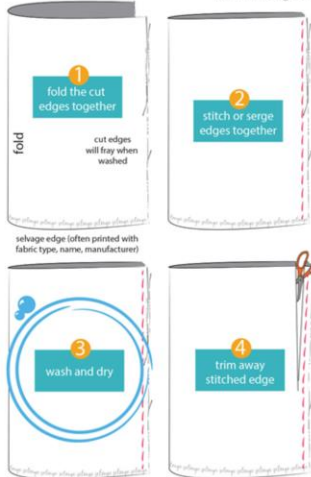 1
fold the cut
edges together
fold
cut edges
will fray when
washed
selvage edge (often printed with
fabric type, name, manufacturer)
2
stitch or serge
edges together
3
wash and dry
4
trim away
stitched edge